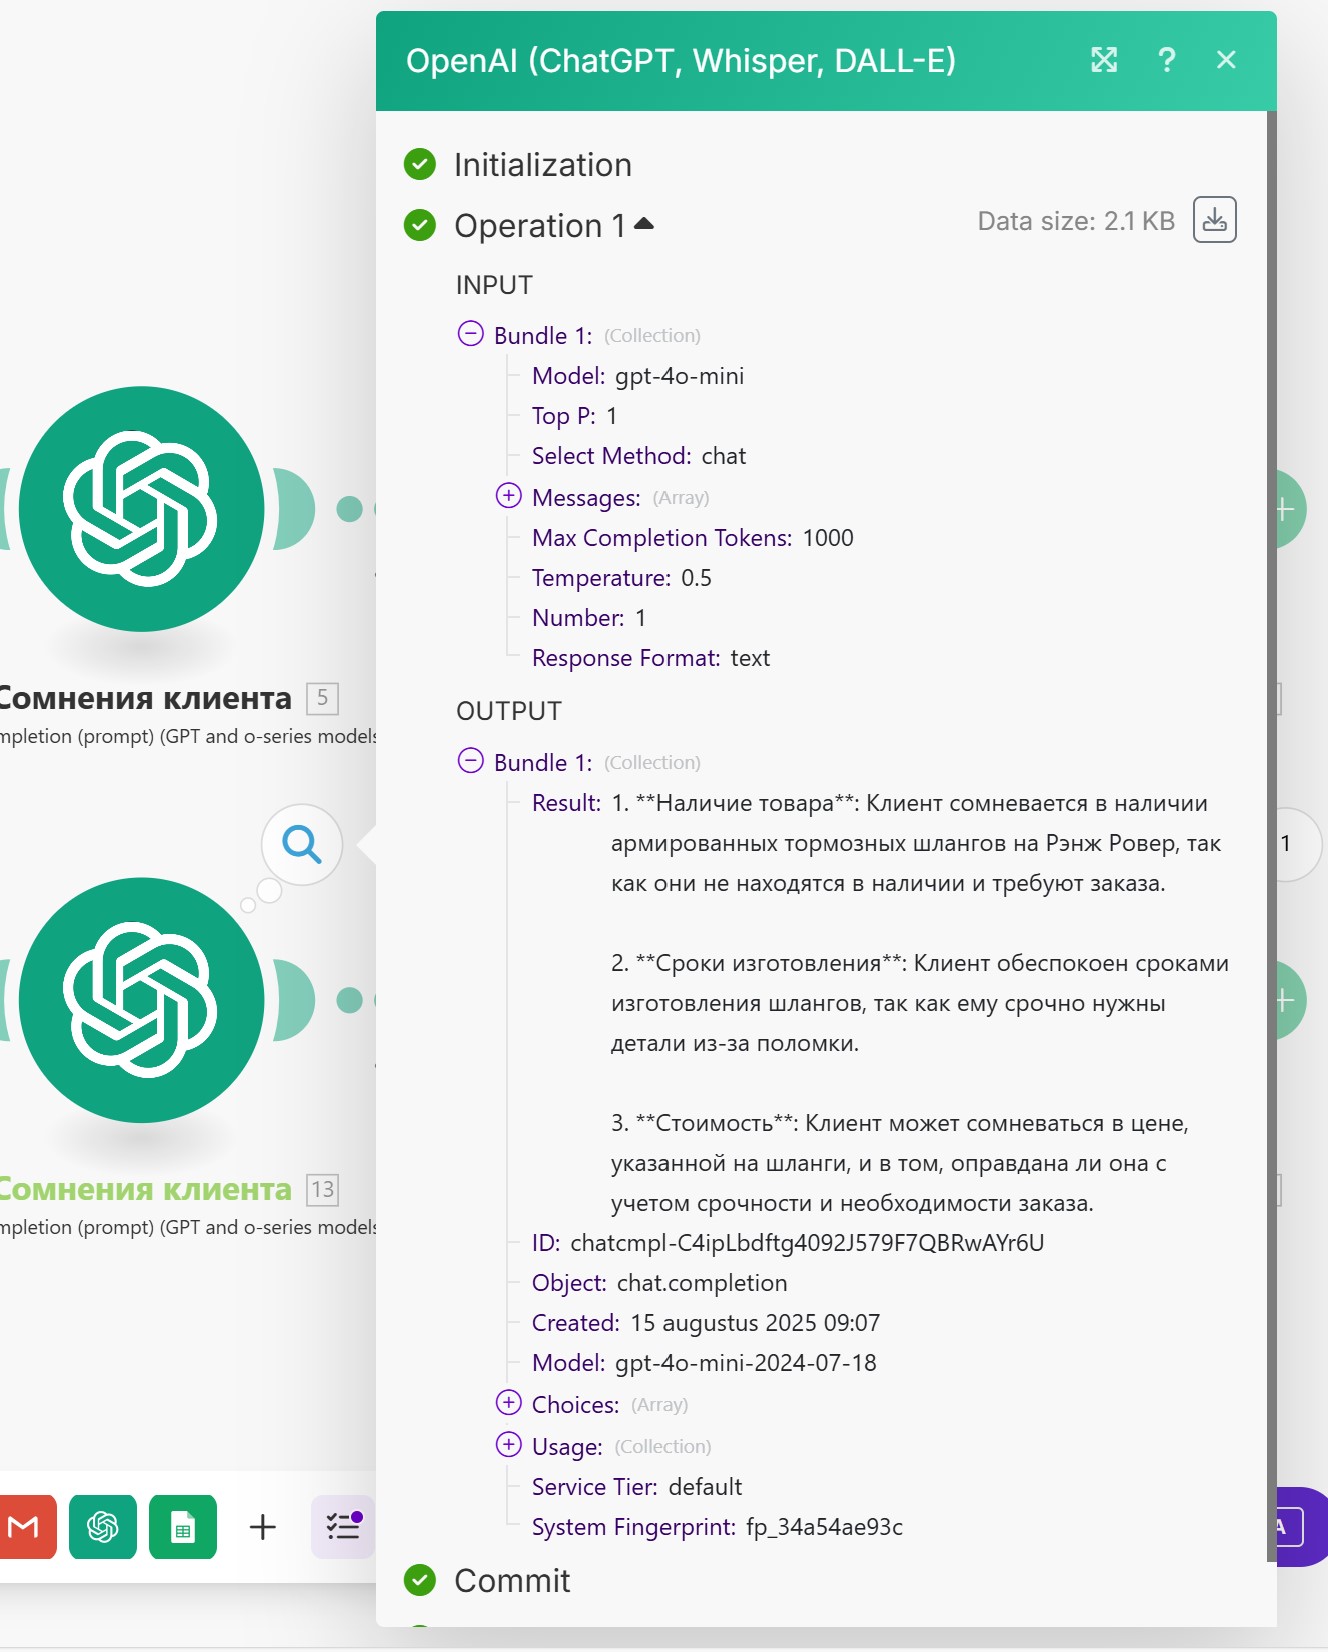 OpenAI (ChatGPT, Whisper, DALL-E)
?
Initialization
Operation 1
Data size: 2.1 KB
INPUT
Bundle 1: (Collection)
Model: gpt-4o-mini
Top P: 1
Select Method: chat
Messages: (Array)
Max Completion Tokens: 1000
Temperature: 0.5
Number: 1
Response Format: text
OUTPUT
Bundle 1: (Collection)
Result: 1. **Наличие товара**: Клиент сомневается в наличии
армированных тормозных шлангов на Рэнж Ровер, так
как они не находятся в наличии и требуют заказа.
2. **Сроки изготовления**: Клиент обеспокоен сроками
изготовления шлангов, так как ему срочно нужны
детали из-за поломки.
3. **Стоимость**: Клиент может сомневаться в цене,
указанной на шланги, и в том, оправдана ли она с
учетом срочности и необходимости заказа.
ID: chatcmpl-C4ipLbdftg4092J579F7QBRwAYr6U
Object: chat.completion
Created: 15 augustus 2025 09:07
Model: gpt-4o-mini-2024-07-18
Choices: (Array)
Usage: (Collection)
Service Tier: default
System Fingerprint: fp_34a54ae93c
Commit
Сомнения клиента 5
mpletion (prompt) (GPT and o-series models
Сомнения клиента 13
mpletion (prompt) (GPT and o-series models
1
A